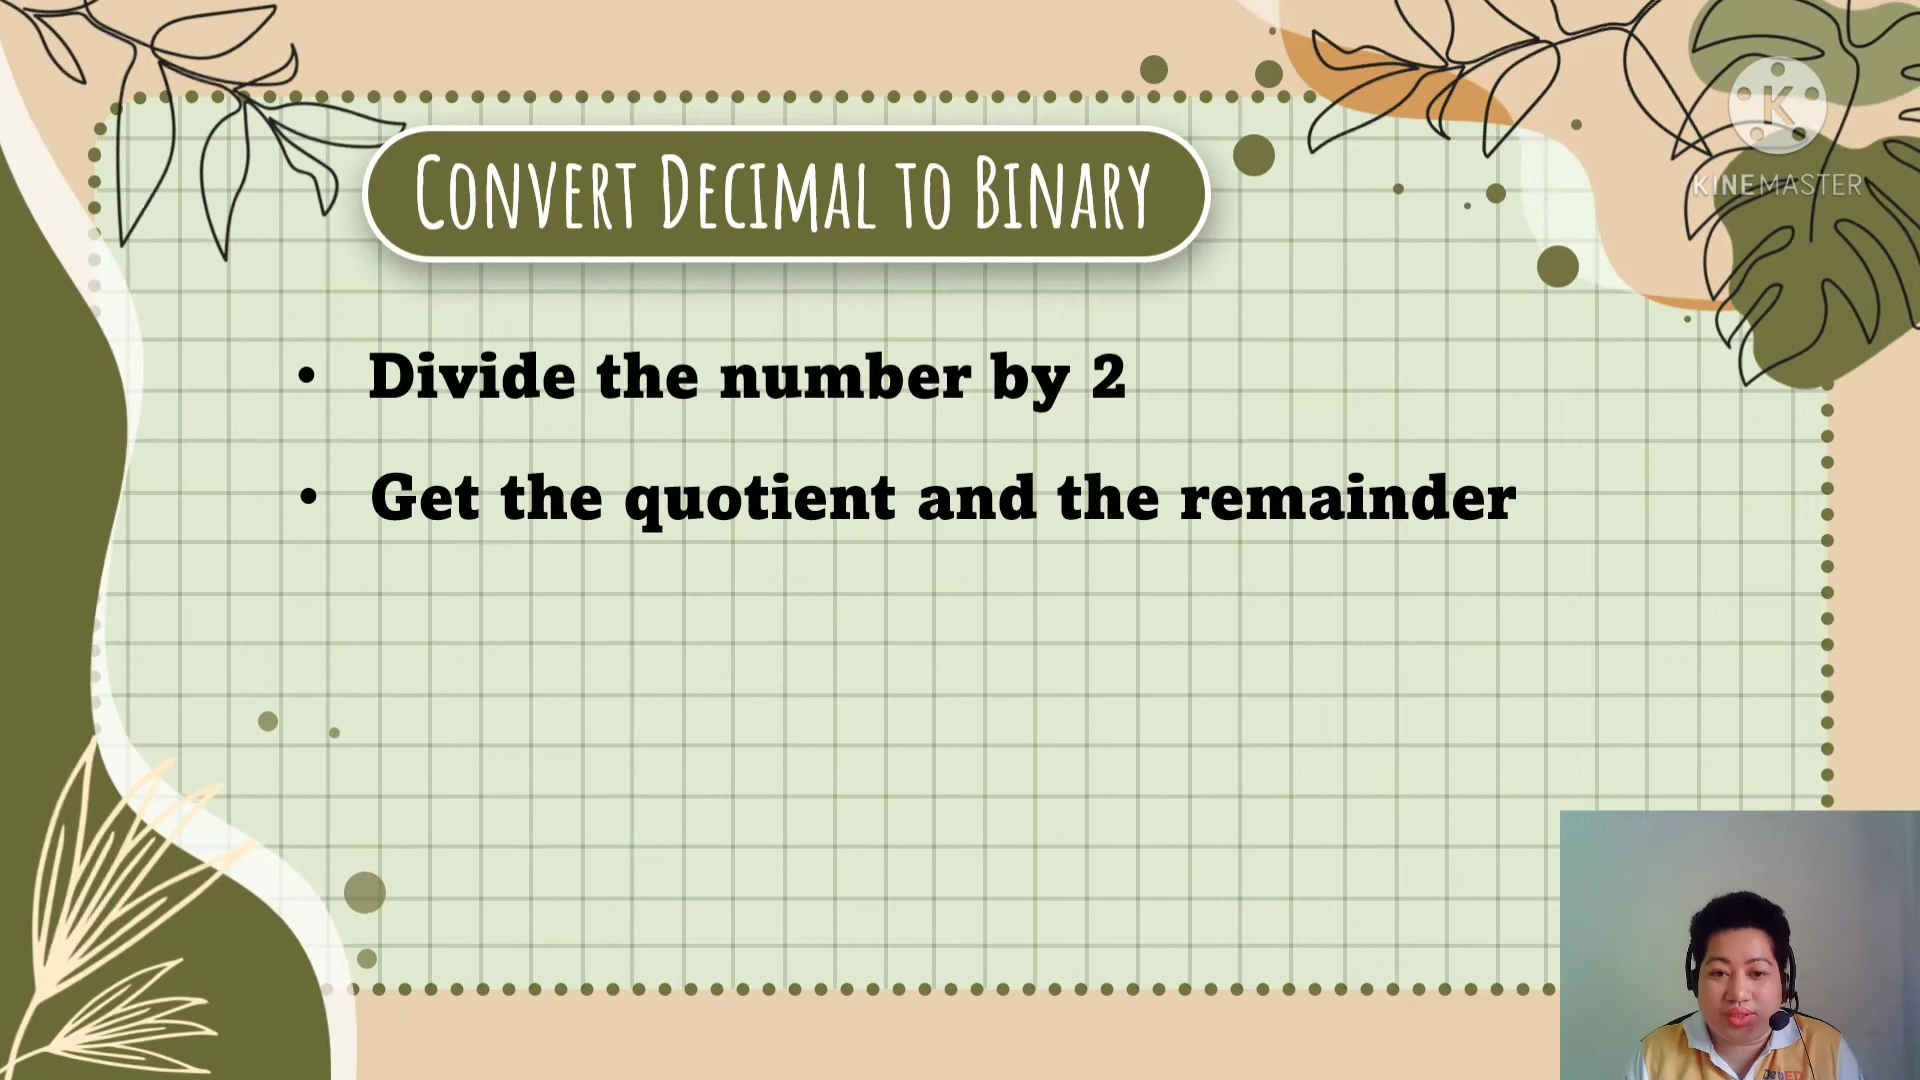 Convert Decimal to Binary
K
KINEMASTER
• Divide the number by 2
• Get the quotient and the remainder